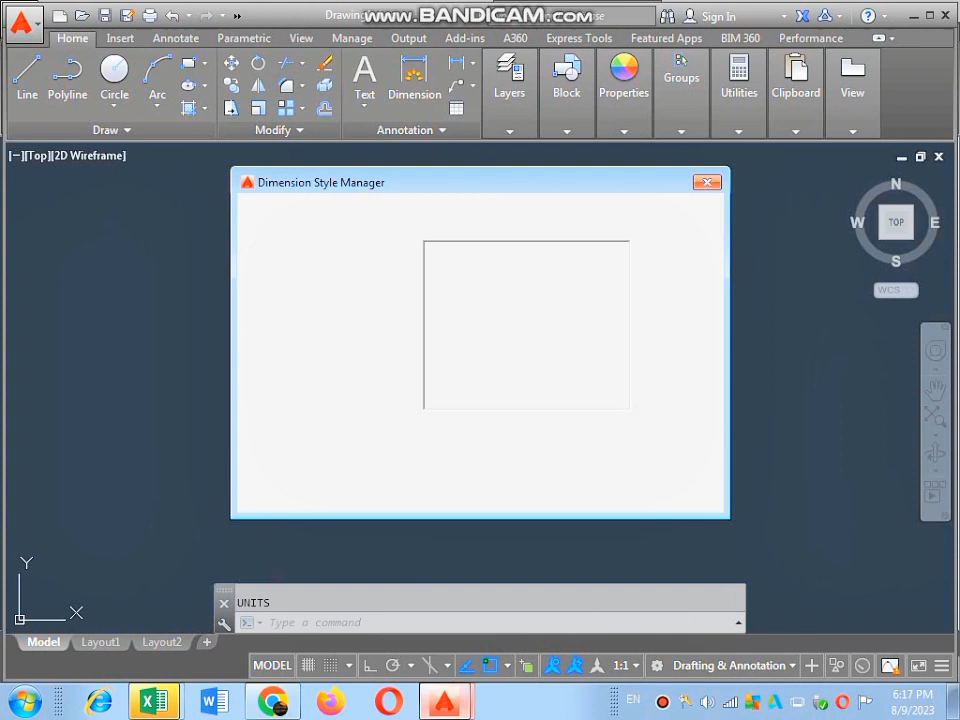 Drawing
www.BANDICAM.com
se
Sign In
Home Insert Annotate Parametric View Manage Output Add-ins A360 Express Tools Featured Apps BIM 360 Performance
Line Polyline Circle Arc
A Text Dimension
Layers Block Properties Groups Utilities Clipboard View
Draw Modify Annotation
[−][Top][2D Wireframe]
Dimension Style Manager
N
W TOP E
S
WCS
Y
X
UNITS
Type a command
Model Layout1 Layout2 +
MODEL 1:1 Drafting & Annotation
EN
6:17 PM
8/9/2023